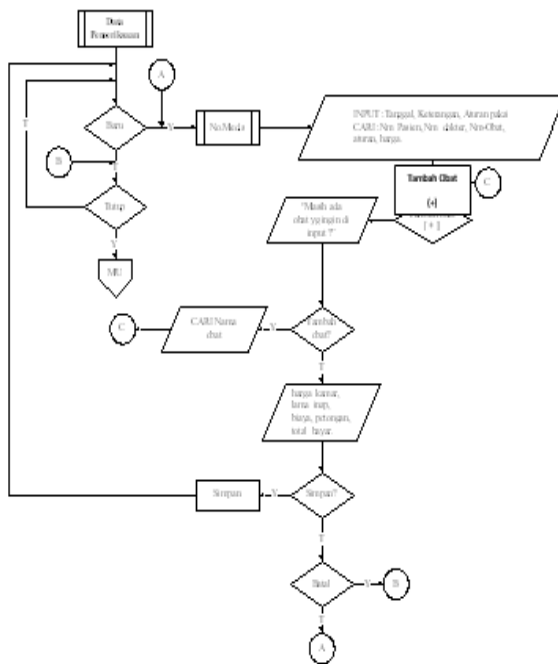 Data
Pemeriksaan
A
Baru
Y
No Medis
INPUT : Tanggal, Keterangan, Aturan pakai
CARI : Nm Pasien, Nm dokter, Nm Obat,
aturan, harga.
T
B
T
Tambah Obat
[+]
C
[ + ]
Tutup
"Masih ada
obat yg ingin di
input ?"
Y
MU
C
CARI Nama
obat
Y
Tambah
obat?
T
harga kamar,
lama inap,
biaya, potongan,
total bayar.
Simpan
Y
Simpan?
T
Batal
Y
B
T
A